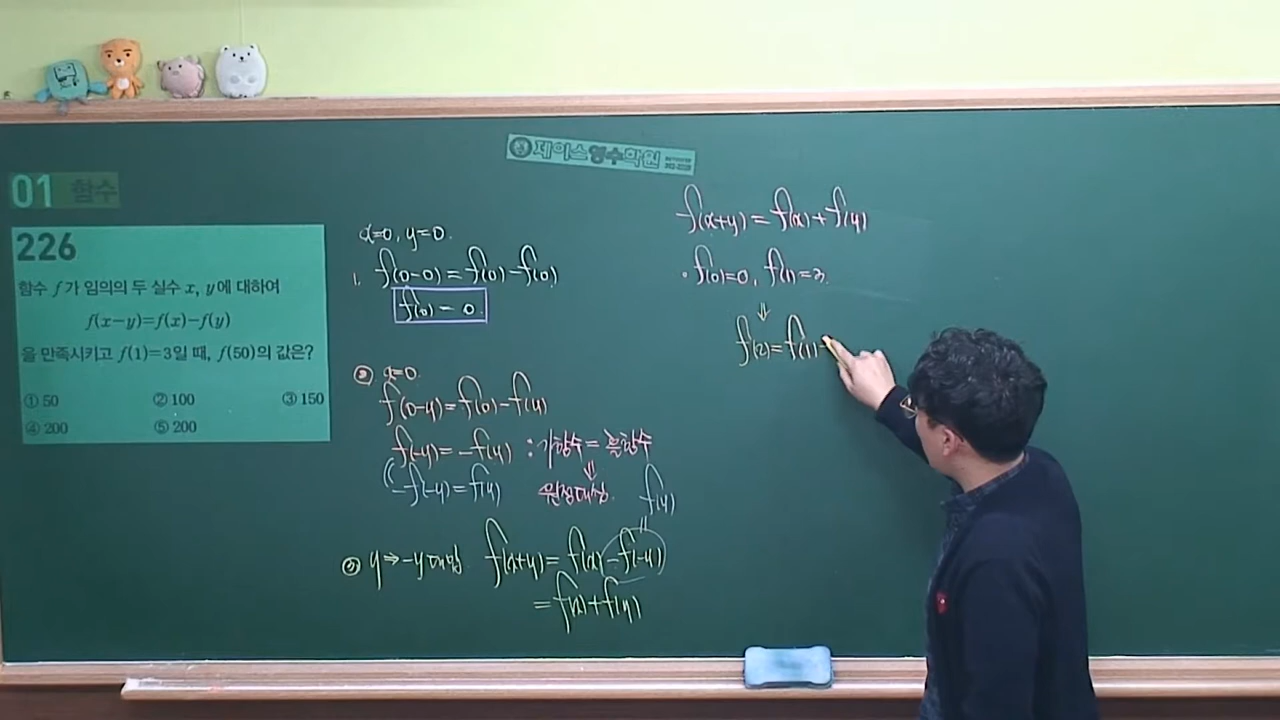 제이스영수학원
01 함수
226
함수 f 가 임의의 두 실수 x, y에 대하여
f(x-y)=f(x)-f(y)
을 만족시키고 f(1)=3일 때, f(50)의 값은?
① 50 ② 100 ③ 150
④ 200 ⑤ 200
x=0, y=0.
1. f(0-0) = f(0)-f(0)
f(0) = 0.
② x=0.
f(0-y)=f(0)-f(y)
f(-y)= -f(y) : 기함수 = 홀함수
⇓
-f(-y)=f(y) 원점대칭. f(y)
③ y⇒-y 대입 f(x+y)= f(x)-f(-y)
=f(x)+f(y)
f(x+y)=f(x)+f(y)
• f(0)=0, f(1)=3.
⇓
f(2)=f(1)